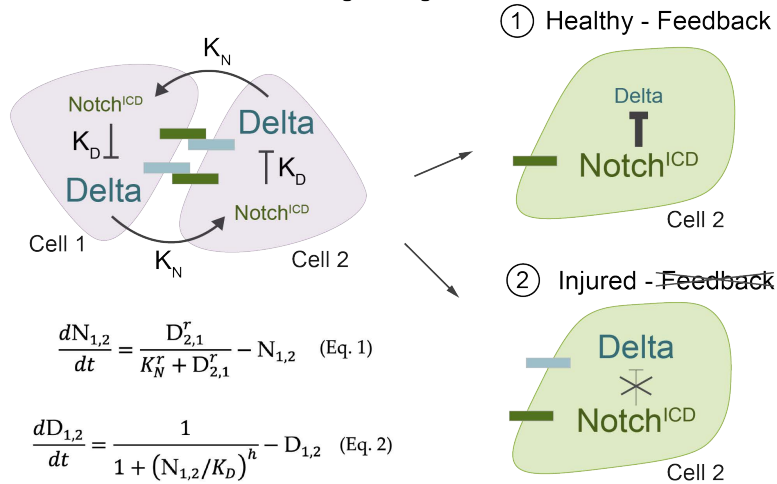 K_N
Notch^ICD
K_D
Delta
Cell 1
Delta
K_D
Notch^ICD
Cell 2
K_N
dN_{1,2}/dt = D^r_{2,1}/(K^r_N + D^r_{2,1}) − N_{1,2} (Eq. 1)
dD_{1,2}/dt = 1/(1 + (N_{1,2}/K_D)^h) − D_{1,2} (Eq. 2)
1 Healthy - Feedback
Delta
Notch^ICD
Cell 2
2 Injured - Feedback
Delta
Notch^ICD
Cell 2